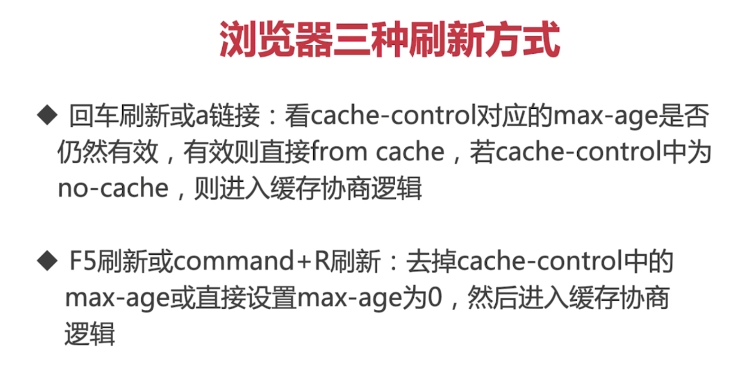 浏览器三种刷新方式
◆ 回车刷新或a链接：看cache-control对应的max-age是否
仍然有效，有效则直接from cache，若cache-control中为
no-cache，则进入缓存协商逻辑
◆ F5刷新或command+R刷新：去掉cache-control中的
max-age或直接设置max-age为0，然后进入缓存协商
逻辑